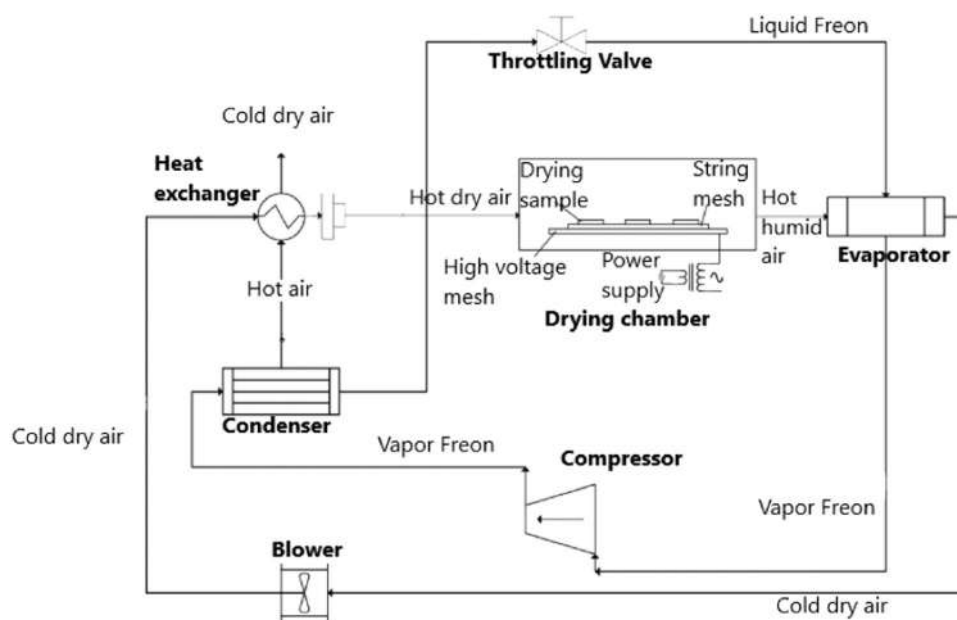 Liquid Freon
Throttling Valve
Cold dry air
Heat
exchanger
Hot dry air
Drying
sample
String
mesh
Hot
humid
air
Evaporator
High voltage
mesh
Power
supply
Drying chamber
Hot air
Condenser
Cold dry air
Vapor Freon
Compressor
Vapor Freon
Blower
Cold dry air